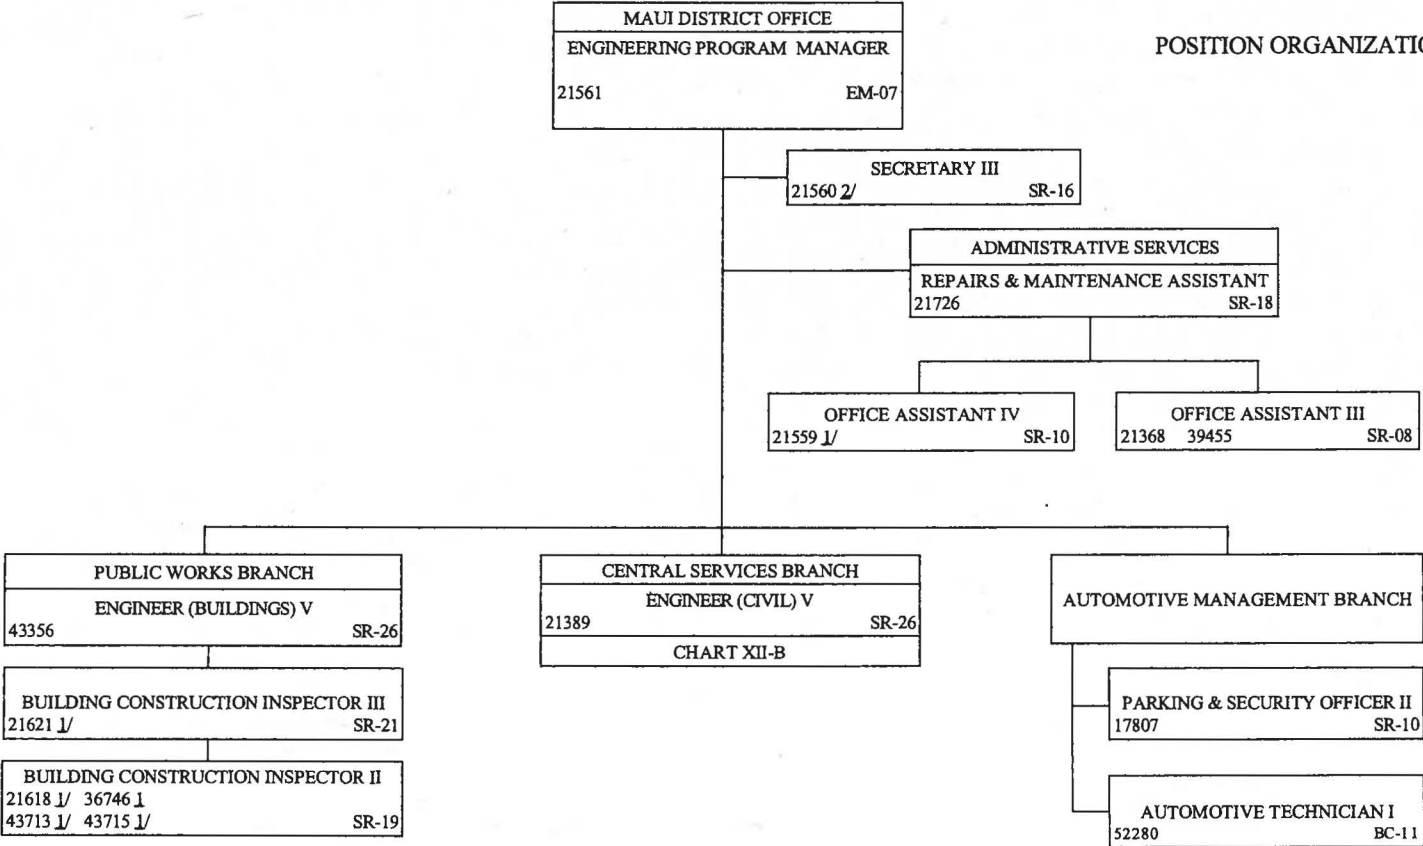 MAUI DISTRICT OFFICE
ENGINEERING PROGRAM MANAGER
21561 EM-07
POSITION ORGANIZATIO
SECRETARY III
21560 2/ SR-16
ADMINISTRATIVE SERVICES
REPAIRS & MAINTENANCE ASSISTANT
21726 SR-18
OFFICE ASSISTANT IV
21559 1/ SR-10
OFFICE ASSISTANT III
21368 39455 SR-08
PUBLIC WORKS BRANCH
ENGINEER (BUILDINGS) V
43356 SR-26
BUILDING CONSTRUCTION INSPECTOR III
21621 1/ SR-21
BUILDING CONSTRUCTION INSPECTOR II
21618 1/ 36746 1
43713 1/ 43715 1/ SR-19
CENTRAL SERVICES BRANCH
ENGINEER (CIVIL) V
21389 SR-26
CHART XII-B
AUTOMOTIVE MANAGEMENT BRANCH
PARKING & SECURITY OFFICER II
17807 SR-10
AUTOMOTIVE TECHNICIAN I
52280 BC-11